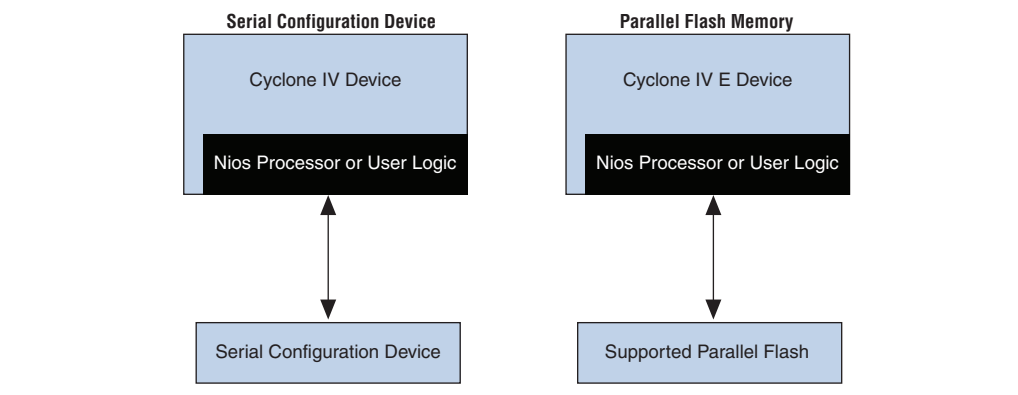 Serial Configuration Device
Cyclone IV Device
Nios Processor or User Logic
Serial Configuration Device
Parallel Flash Memory
Cyclone IV E Device
Nios Processor or User Logic
Supported Parallel Flash